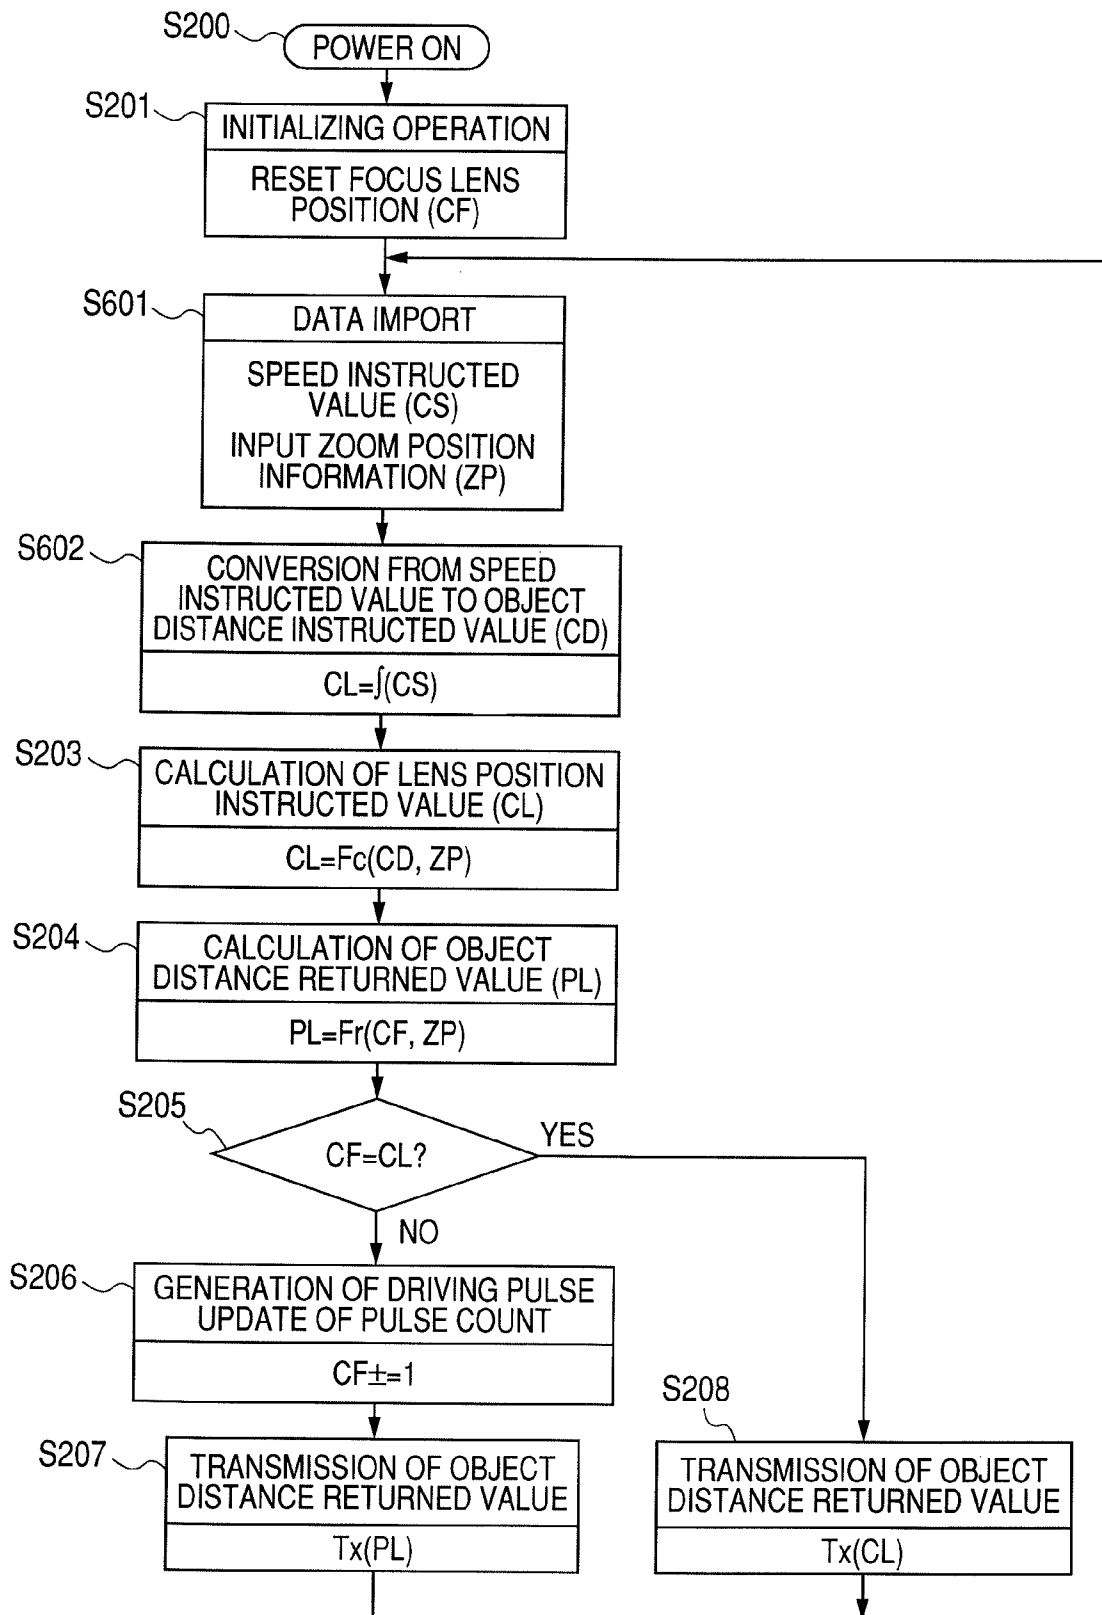 S200
POWER ON
S201
INITIALIZING OPERATION
RESET FOCUS LENS
POSITION (CF)
S601
DATA IMPORT
SPEED INSTRUCTED
VALUE (CS)
INPUT ZOOM POSITION
INFORMATION (ZP)
S602
CONVERSION FROM SPEED
INSTRUCTED VALUE TO OBJECT
DISTANCE INSTRUCTED VALUE (CD)
CL=∫(CS)
S203
CALCULATION OF LENS POSITION
INSTRUCTED VALUE (CL)
CL=Fc(CD, ZP)
S204
CALCULATION OF OBJECT
DISTANCE RETURNED VALUE (PL)
PL=Fr(CF, ZP)
S205
CF=CL?
YES
NO
S206
GENERATION OF DRIVING PULSE
UPDATE OF PULSE COUNT
CF±=1
S207
TRANSMISSION OF OBJECT
DISTANCE RETURNED VALUE
Tx(PL)
S208
TRANSMISSION OF OBJECT
DISTANCE RETURNED VALUE
Tx(CL)